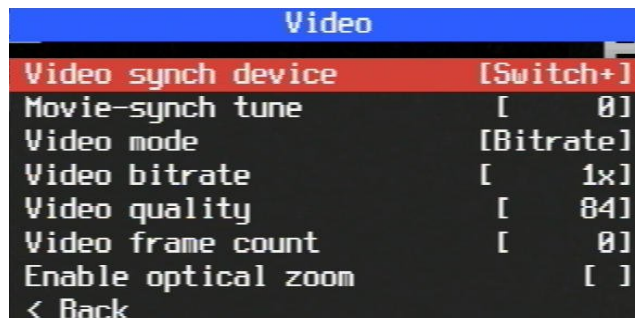 Video
Video synch device [Switch+]
Movie-synch tune [ 0]
Video mode [Bitrate]
Video bitrate [ 1x]
Video quality [ 84]
Video frame count [ 0]
Enable optical zoom [ ]
< Back